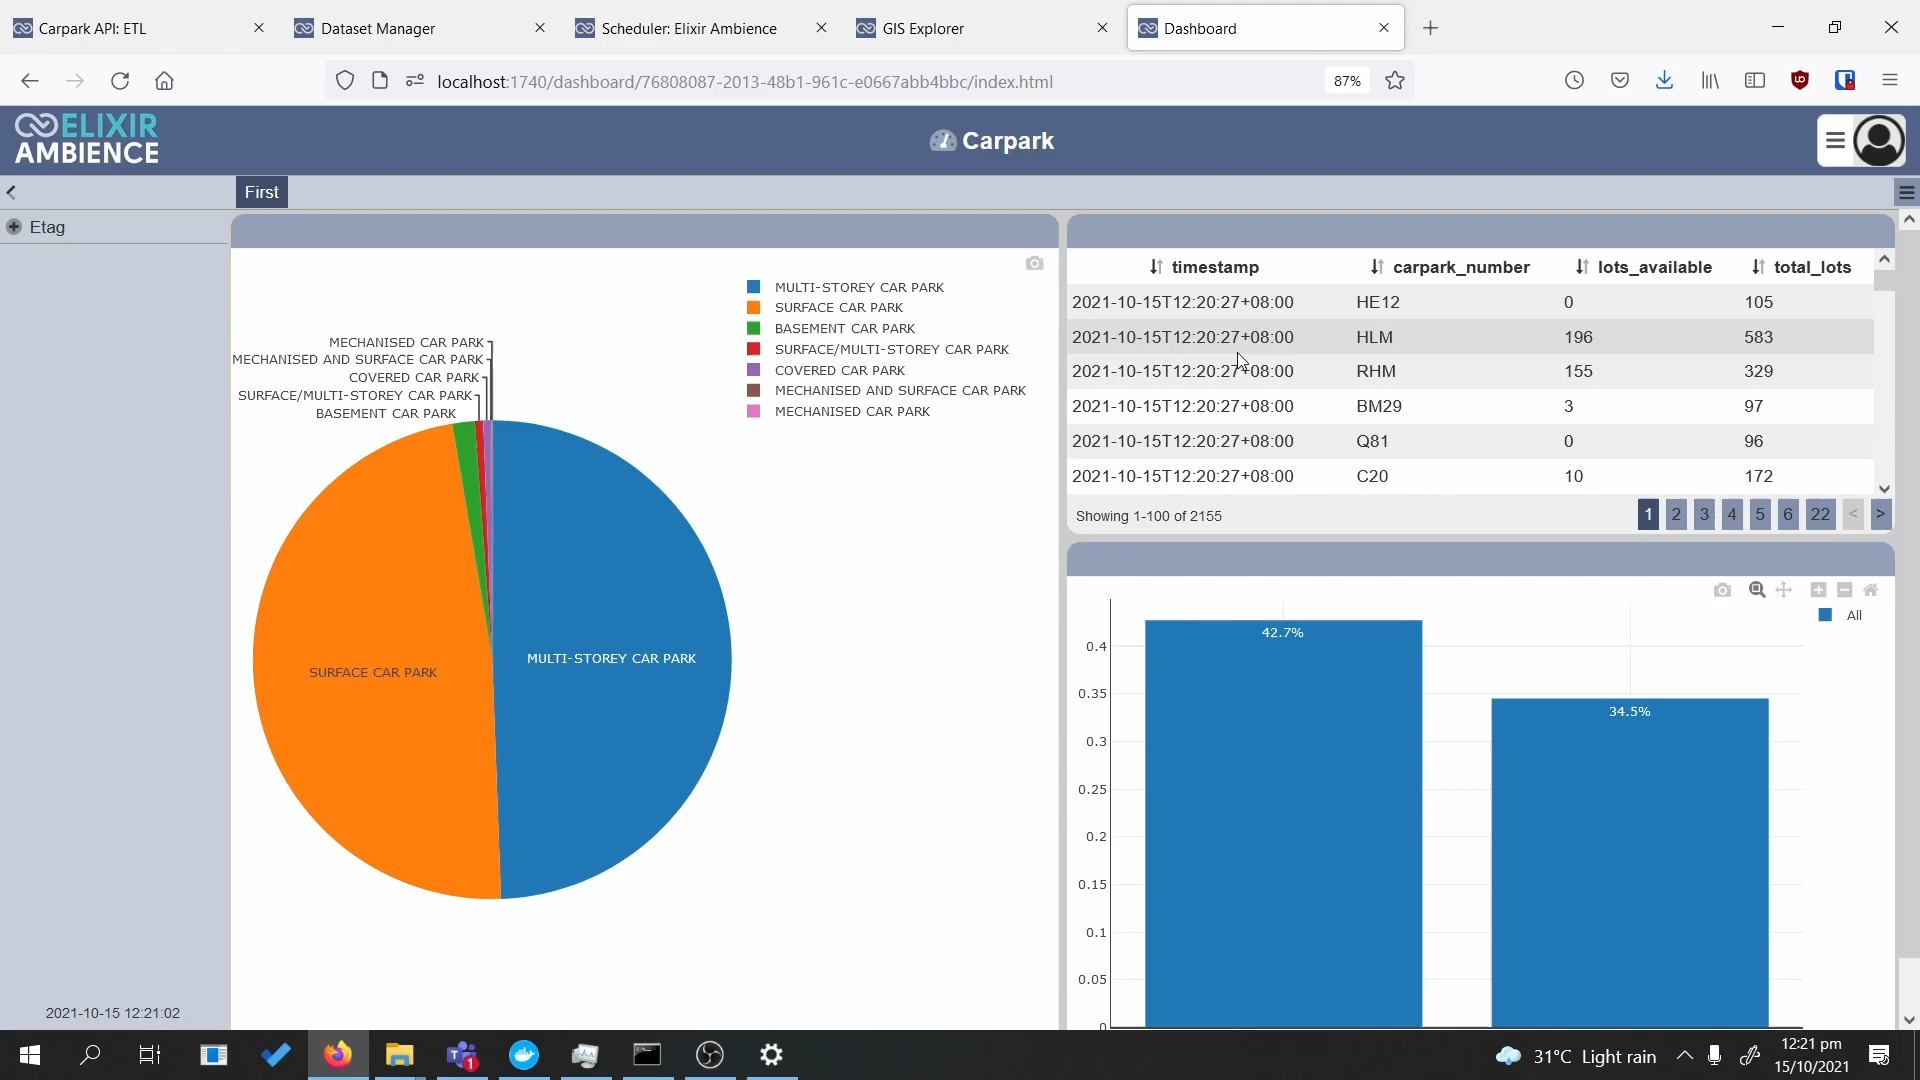 Carpark API: ETL
Dataset Manager
Scheduler: Elixir Ambience
GIS Explorer
Dashboard
localhost:1740/dashboard/76808087-2013-48b1-961c-e0667abb4bbc/index.html
87%
ELIXIR
AMBIENCE
Carpark
First
Etag
MULTI-STOREY CAR PARK
SURFACE CAR PARK
BASEMENT CAR PARK
SURFACE/MULTI-STOREY CAR PARK
COVERED CAR PARK
MECHANISED AND SURFACE CAR PARK
MECHANISED CAR PARK
MECHANISED CAR PARK
MECHANISED AND SURFACE CAR PARK
COVERED CAR PARK
SURFACE/MULTI-STOREY CAR PARK
BASEMENT CAR PARK
SURFACE CAR PARK
MULTI-STOREY CAR PARK
timestamp carpark_number lots_available total_lots
2021-10-15T12:20:27+08:00 HE12 0 105
2021-10-15T12:20:27+08:00 HLM 196 583
2021-10-15T12:20:27+08:00 RHM 155 329
2021-10-15T12:20:27+08:00 BM29 3 97
2021-10-15T12:20:27+08:00 Q81 0 96
2021-10-15T12:20:27+08:00 C20 10 172
Showing 1-100 of 2155
1 2 3 4 5 6 22 < >
All
42.7%
34.5%
0.4
0.35
0.3
0.25
0.2
0.15
0.1
0.05
0
2021-10-15 12:21:02
1
31°C Light rain
12:21 pm
15/10/2021